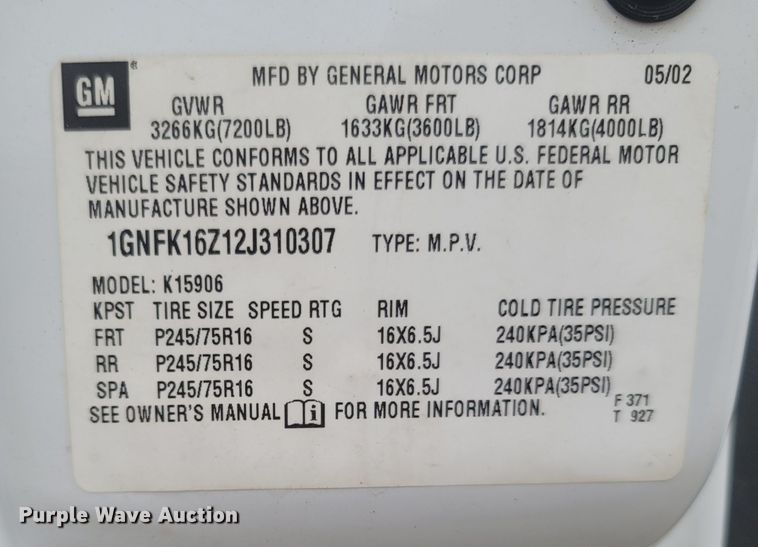 GM
MFD BY GENERAL MOTORS CORP 05/02
GVWR GAWR FRT GAWR RR
3266KG(7200LB) 1633KG(3600LB) 1814KG(4000LB)
THIS VEHICLE CONFORMS TO ALL APPLICABLE U.S. FEDERAL MOTOR
VEHICLE SAFETY STANDARDS IN EFFECT ON THE DATE OF
MANUFACTURE SHOWN ABOVE.
1GNFK16Z12J310307 TYPE: M.P.V.
MODEL: K15906
KPST TIRE SIZE SPEED RTG RIM COLD TIRE PRESSURE
FRT P245/75R16 S 16X6.5J 240KPA(35PSI)
RR P245/75R16 S 16X6.5J 240KPA(35PSI)
SPA P245/75R16 S 16X6.5J 240KPA(35PSI)
SEE OWNER'S MANUAL i FOR MORE INFORMATION.
F 371
T 927
Purple Wave Auction